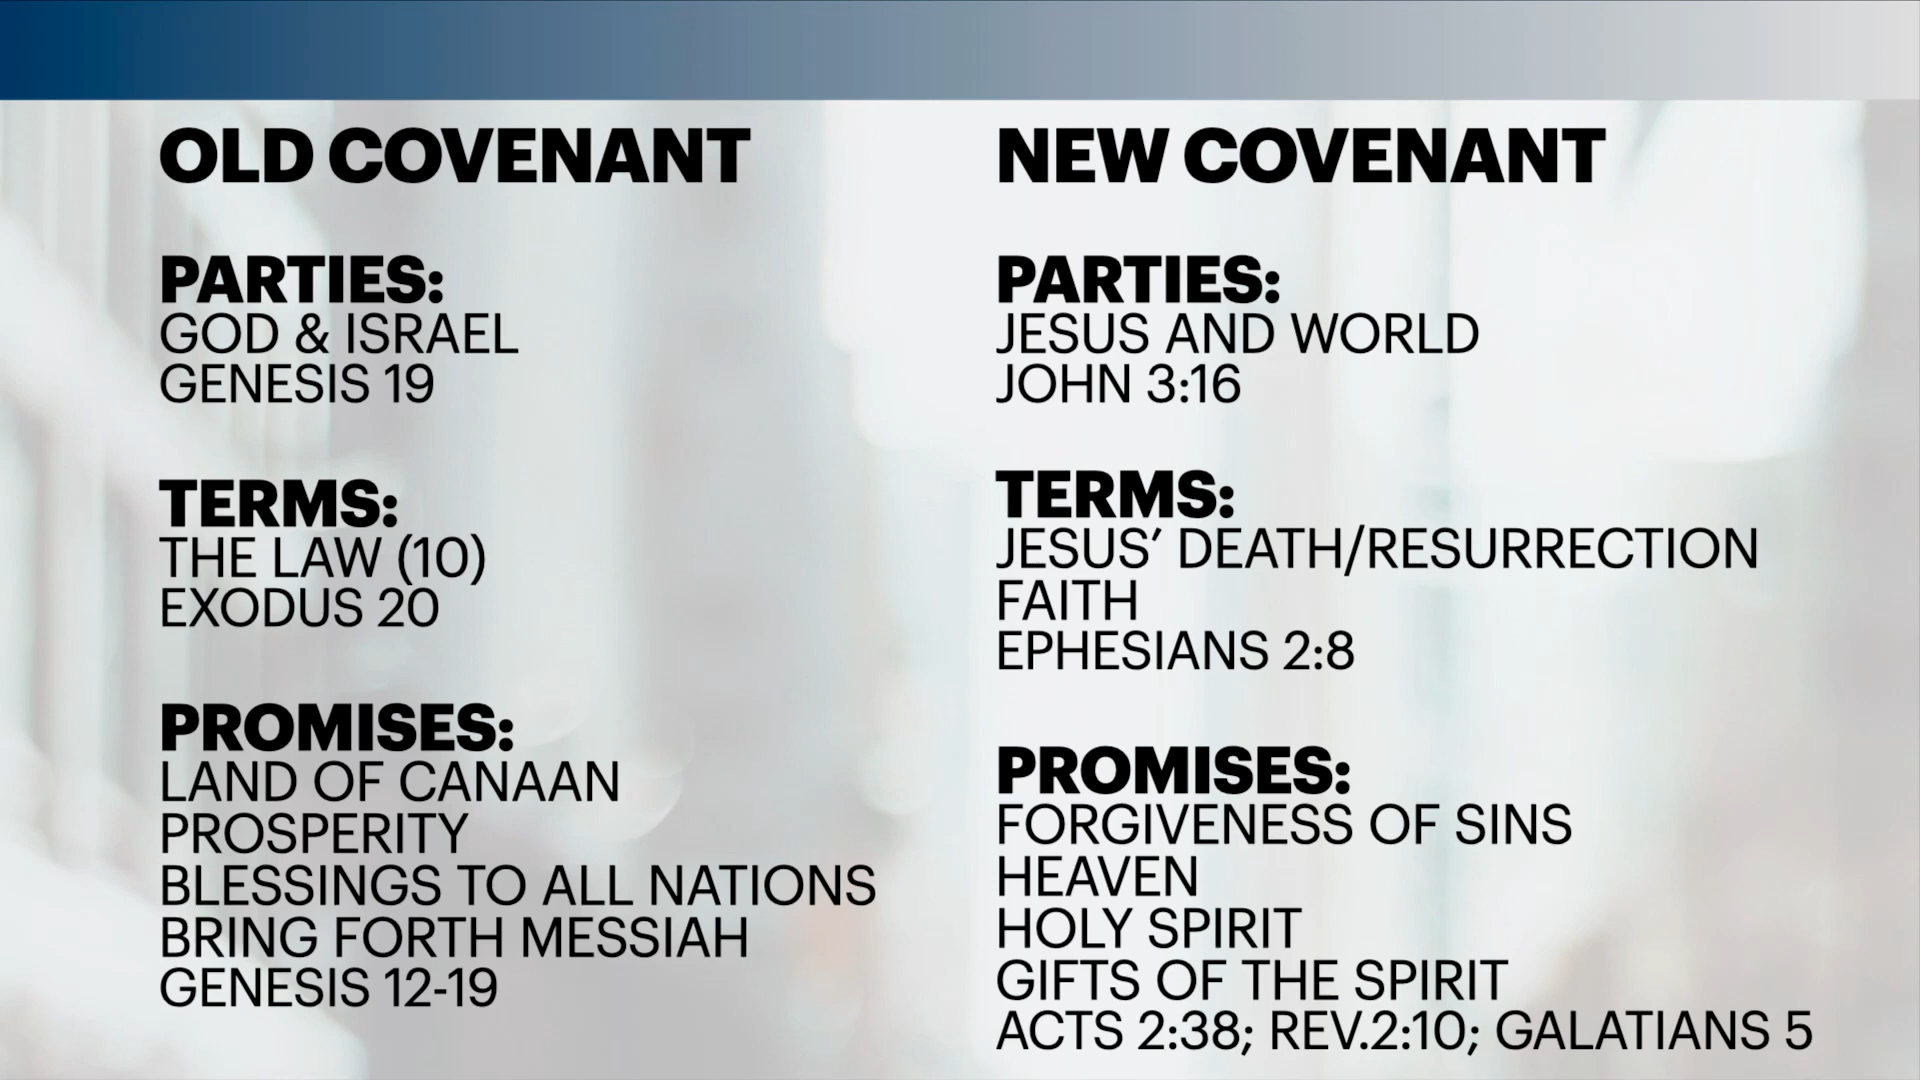 OLD COVENANT
PARTIES:
GOD & ISRAEL
GENESIS 19
TERMS:
THE LAW (10)
EXODUS 20
PROMISES:
LAND OF CANAAN
PROSPERITY
BLESSINGS TO ALL NATIONS
BRING FORTH MESSIAH
GENESIS 12-19
NEW COVENANT
PARTIES:
JESUS AND WORLD
JOHN 3:16
TERMS:
JESUS’ DEATH/RESURRECTION
FAITH
EPHESIANS 2:8
PROMISES:
FORGIVENESS OF SINS
HEAVEN
HOLY SPIRIT
GIFTS OF THE SPIRIT
ACTS 2:38; REV.2:10; GALATIANS 5